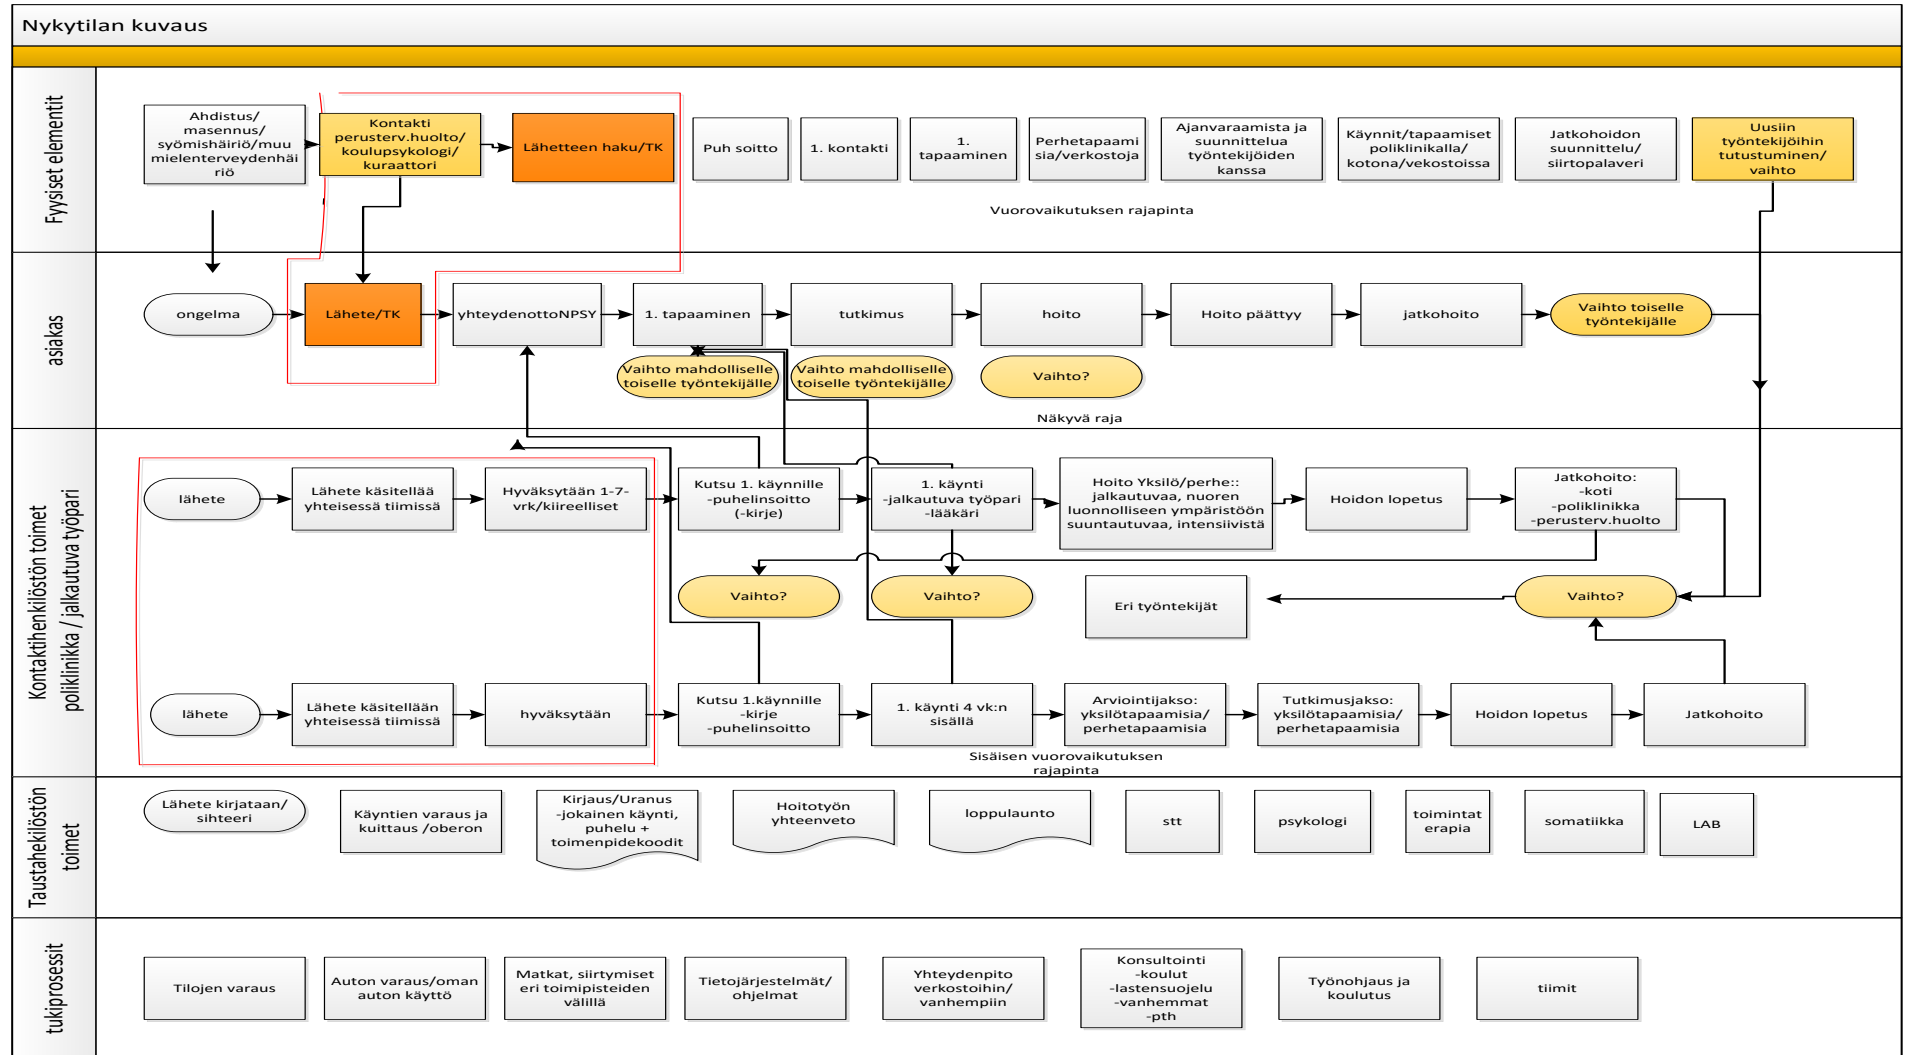 Nykytilan kuvaus
Fyysiset elementit
Ahdistus/
masennus/
syömishäiriö/muu
mielenterveydenhäi
riö
Kontakti
perusterv.huolto/
koulupsykologi/
kuraattori
Lähetteen haku/TK
Puh soitto
1. kontakti
1.
tapaaminen
Perhetapaami
sia/verkostoja
Ajanvaraamista ja
suunnittelua
työntekijöiden
kanssa
Käynnit/tapaamiset
poliklinikalla/
kotona/vekostoissa
Jatkohoidon
suunnittelu/
siirtopalaveri
Uusiin
työntekijöihin
tutustuminen/
vaihto
Vuorovaikutuksen rajapinta
asiakas
ongelma
Lähete/TK
yhteydenottoNPSY
1. tapaaminen
tutkimus
hoito
Hoito päättyy
jatkohoito
Vaihto toiselle
työntekijälle
Vaihto mahdolliselle
toiselle työntekijälle
Vaihto mahdolliselle
toiselle työntekijälle
Vaihto?
Näkyvä raja
Kontaktihenkilöstön toimet
poliklinikka / jalkautuva työpari
lähete
Lähete käsitellää
yhteisessä tiimissä
Hyväksytään 1-7-
vrk/kiireelliset
Kutsu 1. käynnille
-puhelinsoitto
(-kirje)
1. käynti
-jalkautuva työpari
-lääkäri
Hoito Yksilö/perhe::
jalkautuvaa, nuoren
luonnolliseen ympäristöön
suuntautuvaa, intensiivistä
Hoidon lopetus
Jatkohoito:
-koti
-poliklinikka
-perusterv.huolto
Vaihto?
Vaihto?
Eri työntekijät
Vaihto?
lähete
Lähete käsitellään
yhteisessä tiimissä
hyväksytään
Kutsu 1.käynnille
-kirje
-puhelinsoitto
1. käynti 4 vk:n
sisällä
Arviointijakso:
yksilötapaamisia/
perhetapaamisia
Tutkimusjakso:
yksilötapaamisia/
perhetapaamisia
Hoidon lopetus
Jatkohoito
Sisäisen vuorovaikutuksen
rajapinta
Taustahekilöstön
toimet
Lähete kirjataan/
sihteeri
Käyntien varaus ja
kuittaus /oberon
Kirjaus/Uranus
-jokainen käynti,
puhelu +
toimenpidekoodit
Hoitotyön
yhteenveto
loppulaunto
stt
psykologi
toimintat
erapia
somatiikka
LAB
tukiprosessit
Tilojen varaus
Auton varaus/oman
auton käyttö
Matkat, siirtymiset
eri toimipisteiden
välillä
Tietojärjestelmät/
ohjelmat
Yhteydenpito
verkostoihin/
vanhempiin
Konsultointi
-koulut
-lastensuojelu
-vanhemmat
-pth
Työnohjaus ja
koulutus
tiimit